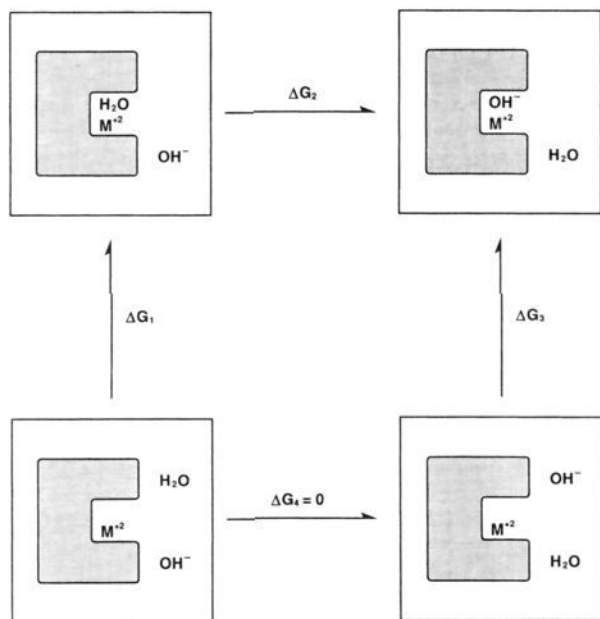 H₂O
M⁺²
OH⁻
ΔG₂
OH⁻
M⁺²
H₂O
ΔG₁
ΔG₃
H₂O
M⁺²
OH⁻
ΔG₄ = 0
OH⁻
M⁺²
H₂O